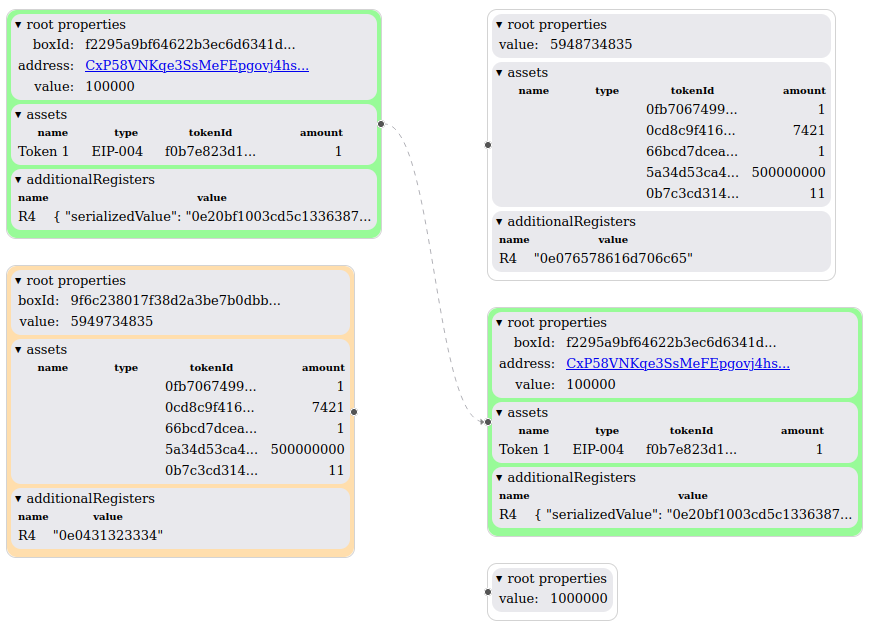 ▾ root properties
boxId: f2295a9bf64622b3ec6d6341d...
address: CxP58VNKqe3SsMeFEpgovj4hs...
value: 100000
▾ assets
name type tokenId amount
Token 1 EIP-004 f0b7e823d1... 1
▾ additionalRegisters
name value
R4 { "serializedValue": "0e20bf1003cd5c1336387...
▾ root properties
boxId: 9f6c238017f38d2a3be7b0dbb...
value: 5949734835
▾ assets
name type tokenId amount
0fb7067499... 1
0cd8c9f416... 7421
66bcd7dcea... 1
5a34d53ca4... 500000000
0b7c3cd314... 11
▾ additionalRegisters
name value
R4 "0e0431323334"
▾ root properties
value: 5948734835
▾ assets
name type tokenId amount
0fb7067499... 1
0cd8c9f416... 7421
66bcd7dcea... 1
5a34d53ca4... 500000000
0b7c3cd314... 11
▾ additionalRegisters
name value
R4 "0e076578616d706c65"
▾ root properties
boxId: f2295a9bf64622b3ec6d6341d...
address: CxP58VNKqe3SsMeFEpgovj4hs...
value: 100000
▾ assets
name type tokenId amount
Token 1 EIP-004 f0b7e823d1... 1
▾ additionalRegisters
name value
R4 { "serializedValue": "0e20bf1003cd5c1336387...
▾ root properties
value: 1000000